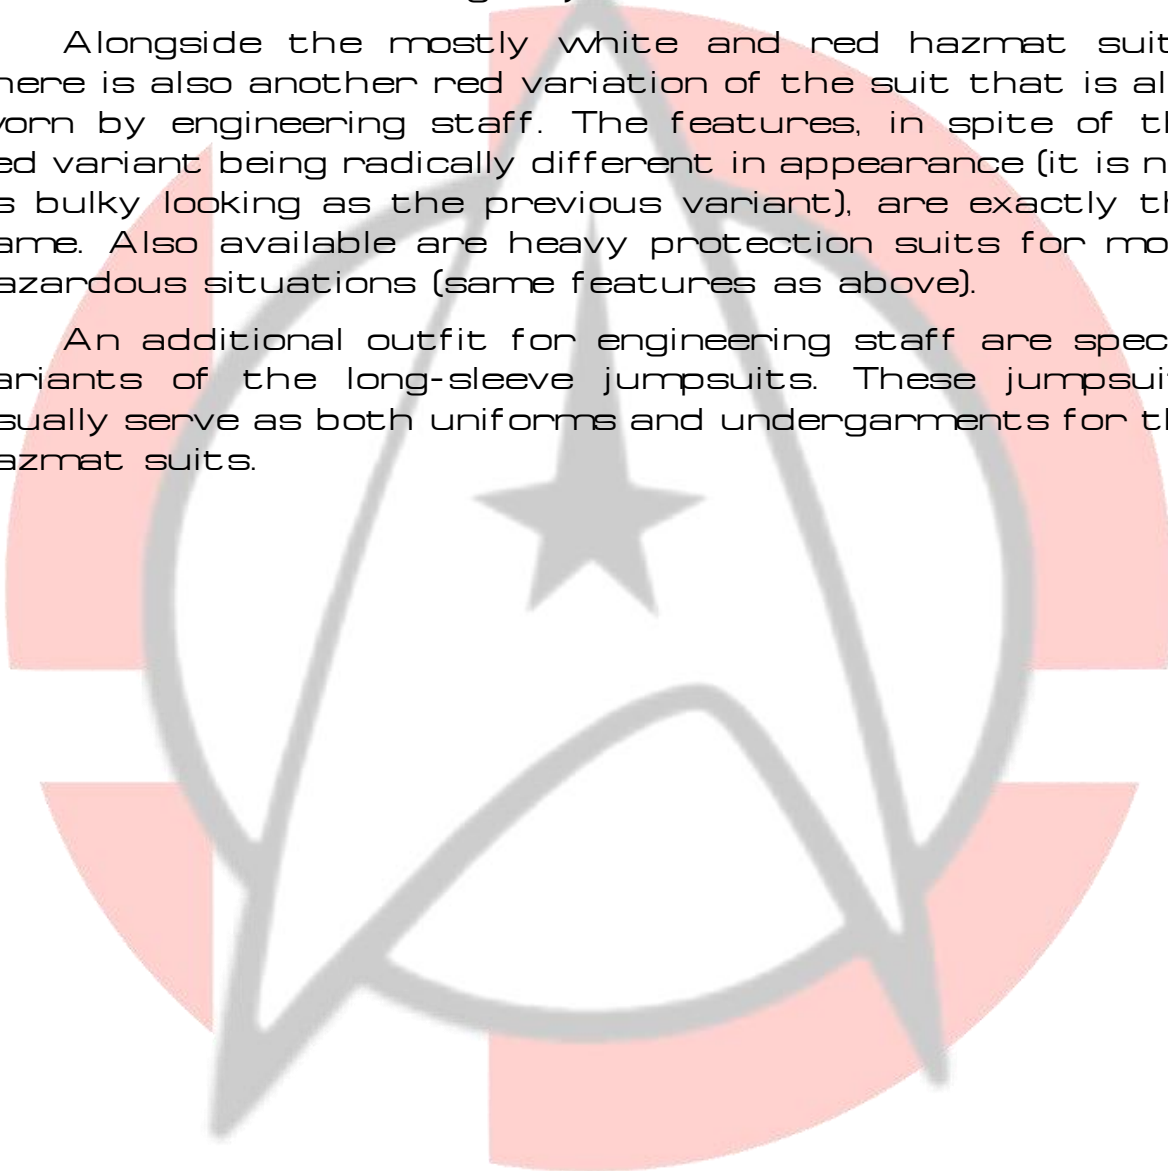 Alongside the mostly white and red hazmat suit
here is also another red variation of the suit that is al
vorn by engineering staff. The features, in spite of th
ed variant being radically different in appearance (it is n
s bulky looking as the previous variant), are exactly th
ame. Also available are heavy protection suits for mo
azardous situations (same features as above).
An additional outfit for engineering staff are spec
ariants of the long-sleeve jumpsuits. These jumpsuit
sually serve as both uniforms and undergarments for th
azmat suits.